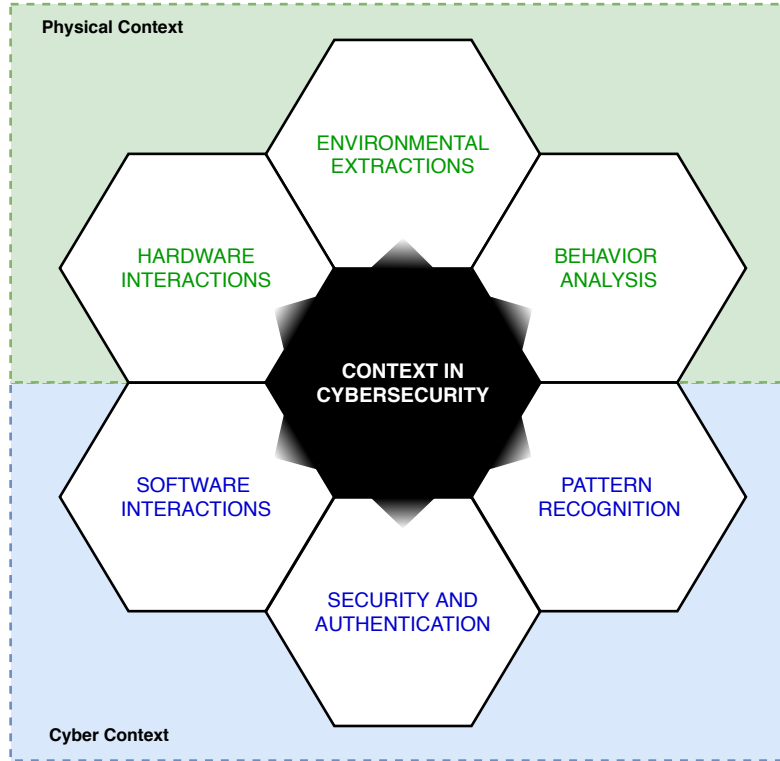 Physical Context
ENVIRONMENTAL
EXTRACTIONS
HARDWARE
INTERACTIONS
BEHAVIOR
ANALYSIS
CONTEXT IN
CYBERSECURITY
SOFTWARE
INTERACTIONS
PATTERN
RECOGNITION
SECURITY AND
AUTHENTICATION
Cyber Context